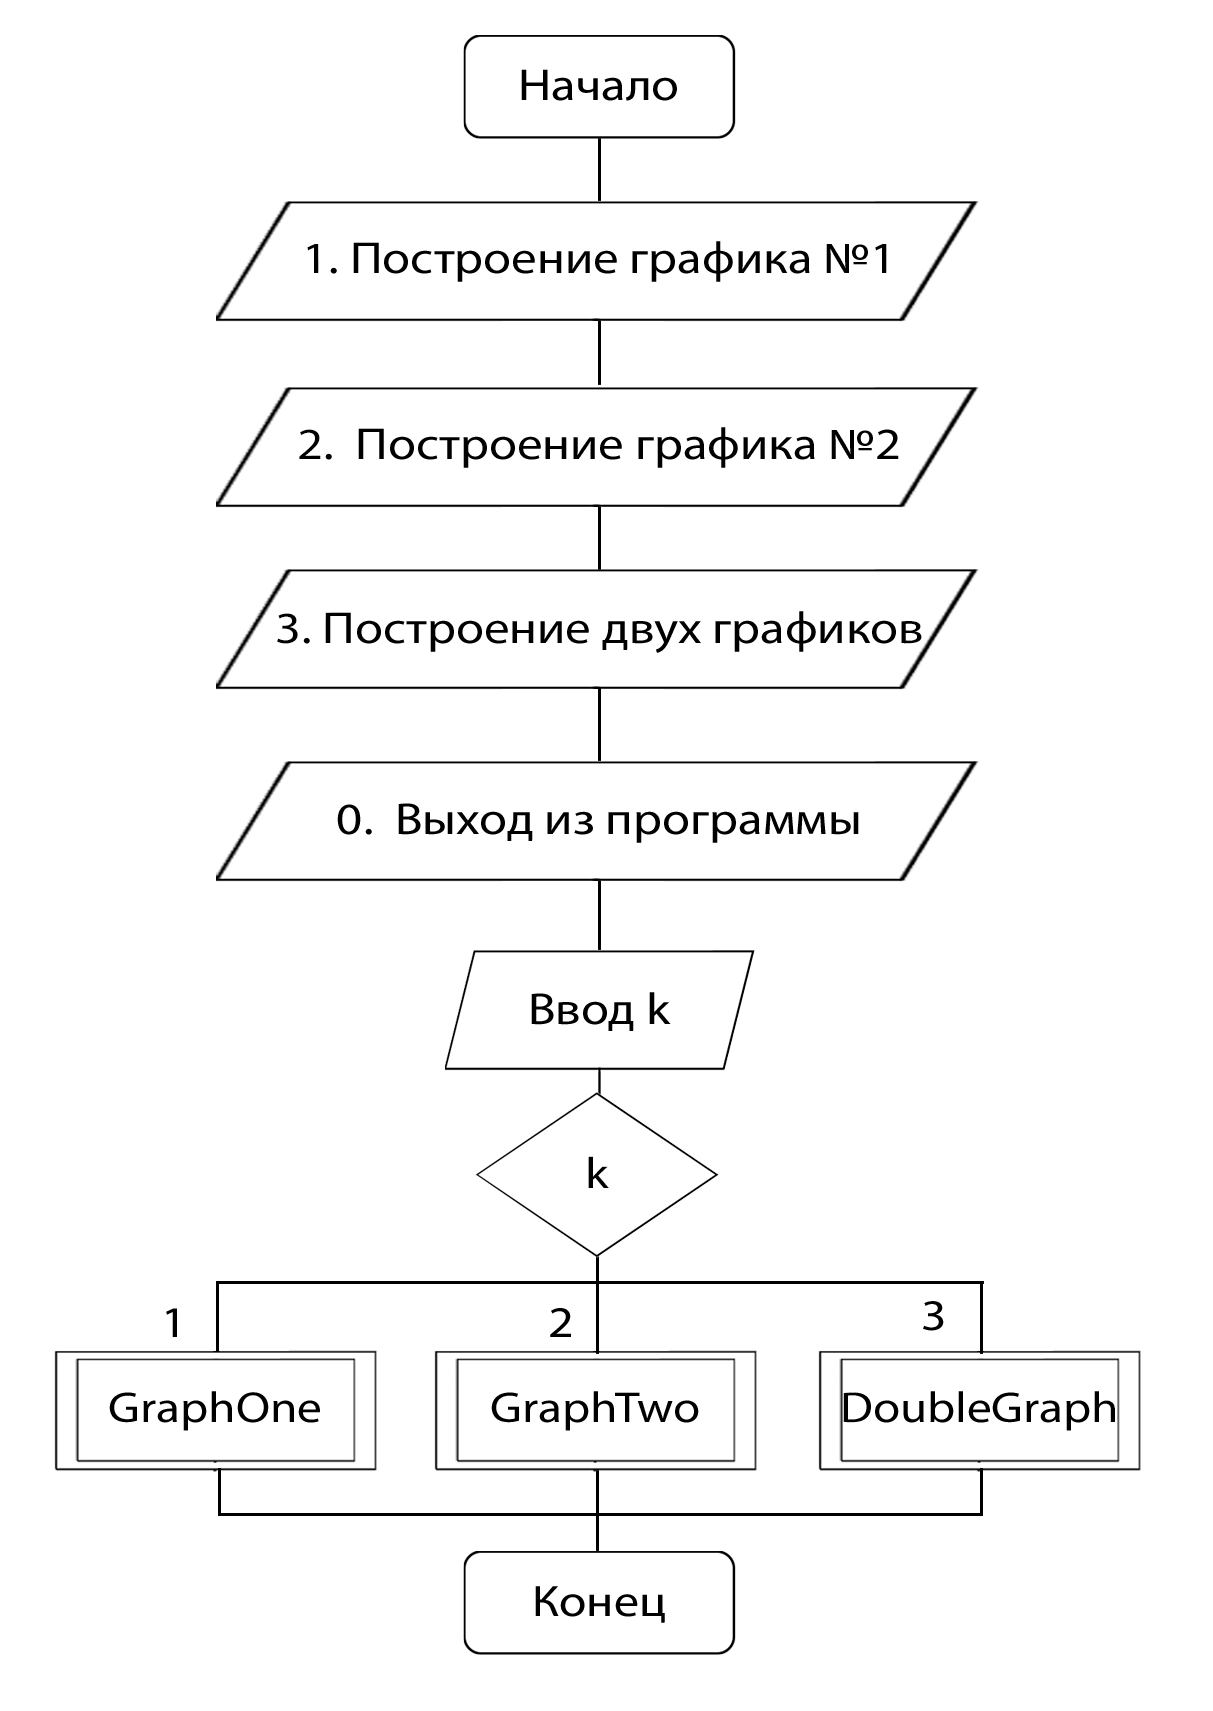 Начало
1. Построение графика №1
2. Построение графика №2
3. Построение двух графиков
0. Выход из программы
Ввод k
k
1
2
3
GraphOne
GraphTwo
DoubleGraph
Конец